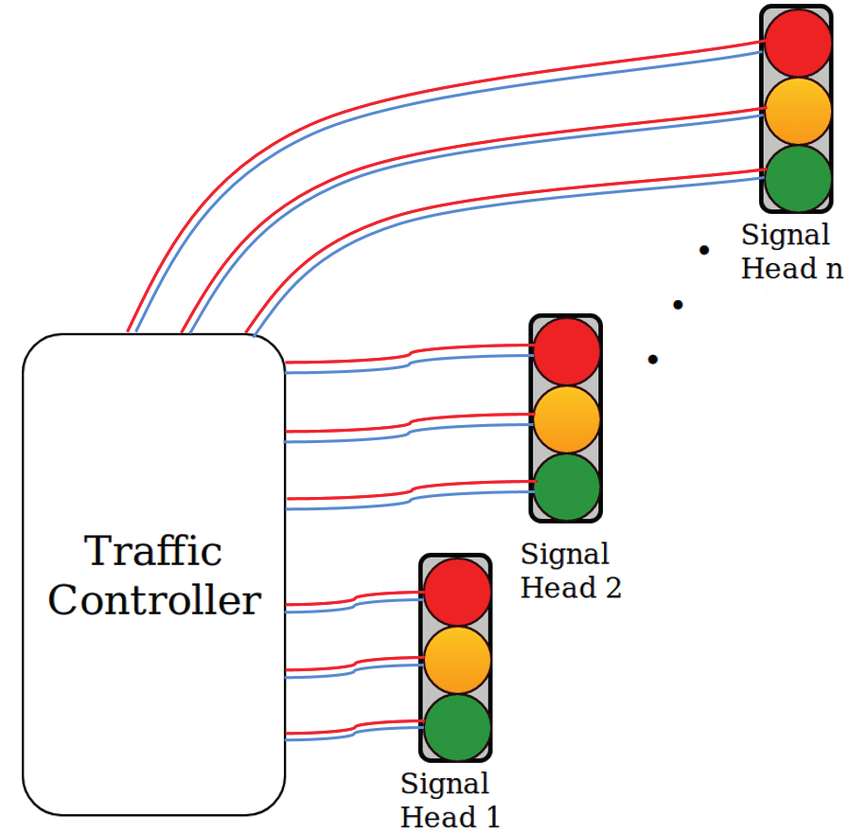 Signal
Head n
Signal
Head 2
Traffic
Controller
Signal
Head 1